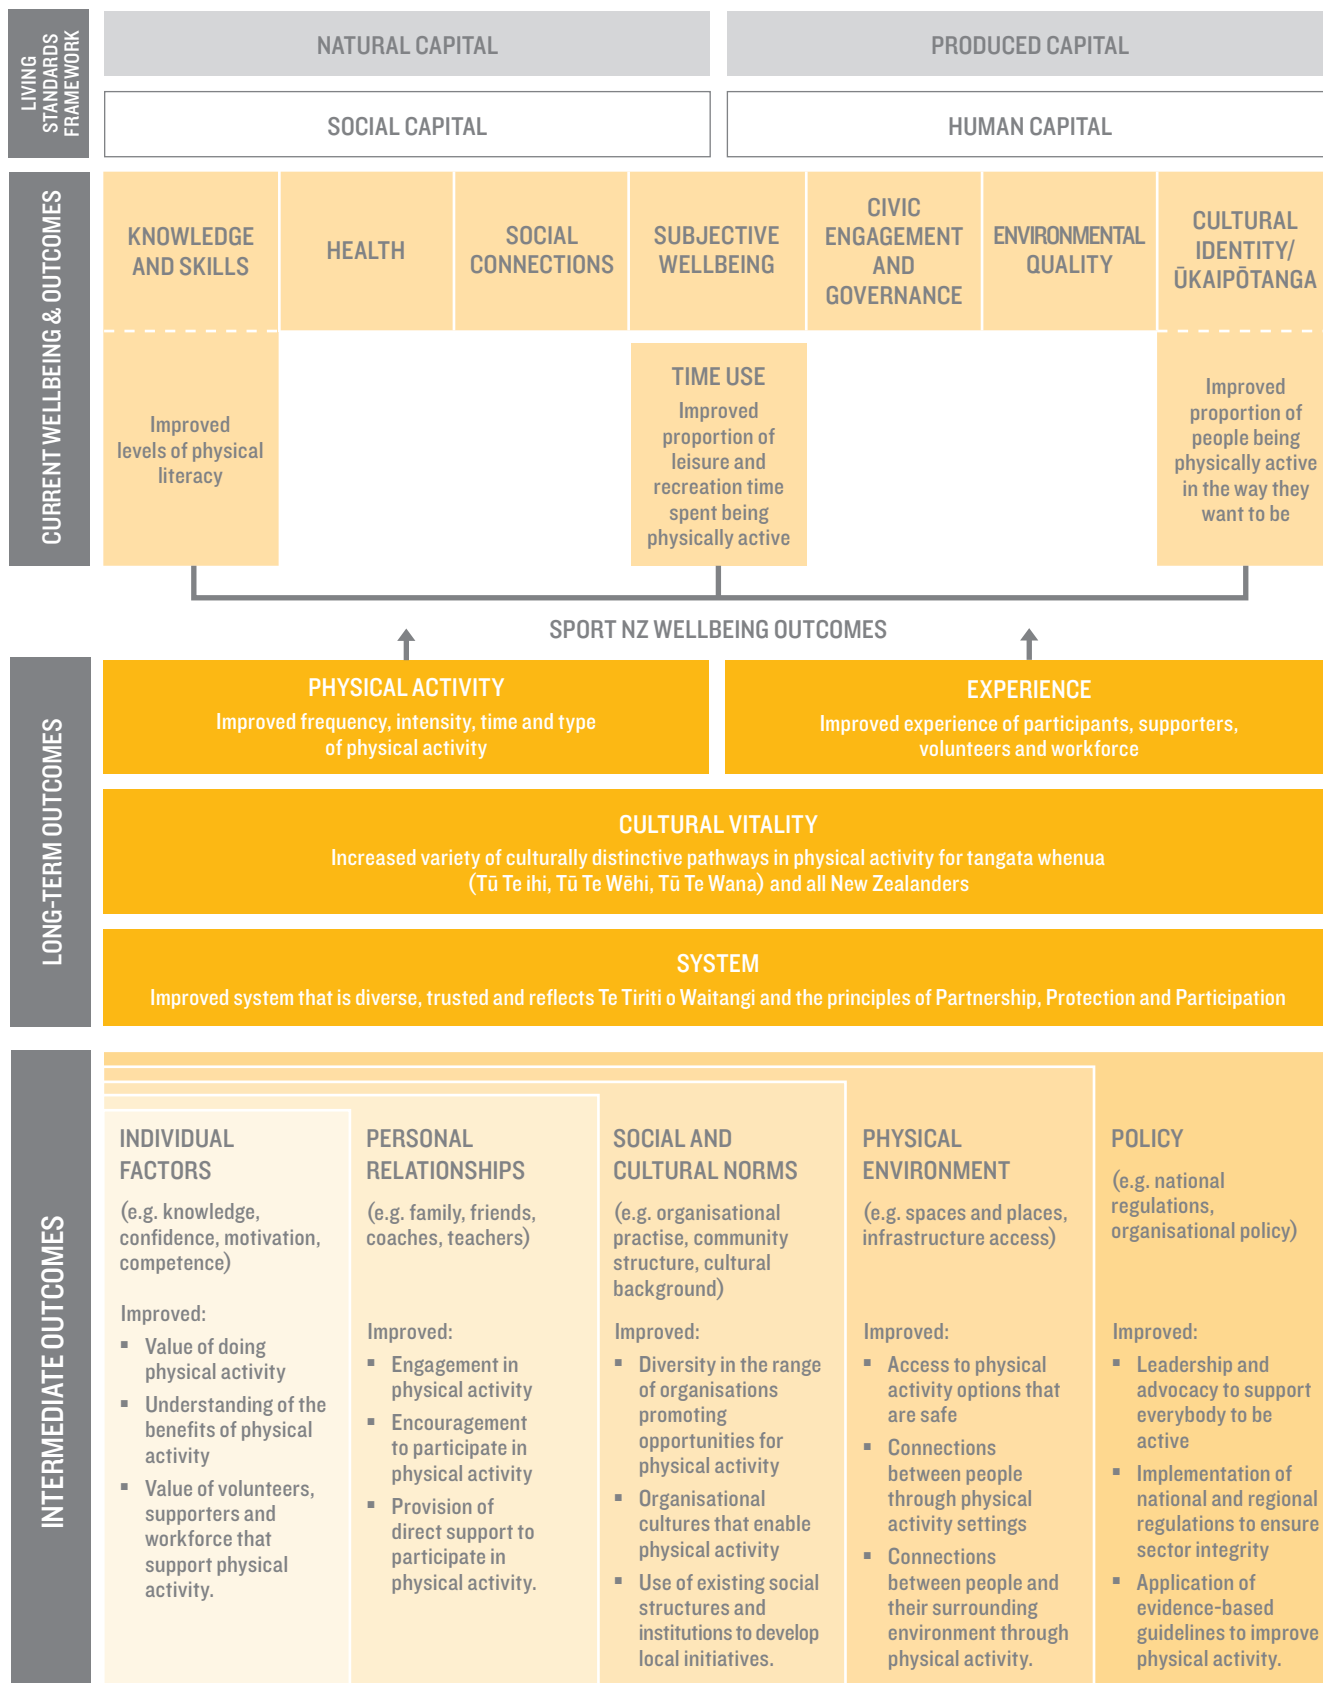 LIVING
STANDARDS
FRAMEWORK
NATURAL CAPITAL
PRODUCED CAPITAL
SOCIAL CAPITAL
HUMAN CAPITAL
CURRENT WELLBEING & OUTCOMES
KNOWLEDGE
AND SKILLS
HEALTH
SOCIAL
CONNECTIONS
SUBJECTIVE
WELLBEING
CIVIC
ENGAGEMENT
AND
GOVERNANCE
ENVIRONMENTAL
QUALITY
CULTURAL
IDENTITY/
ŪKAIPŌTANGA
Improved
levels of physical
literacy
TIME USE
Improved
proportion of
leisure and
recreation time
spent being
physically active
Improved
proportion of
people being
physically active
in the way they
want to be
SPORT NZ WELLBEING OUTCOMES
LONG-TERM OUTCOMES
PHYSICAL ACTIVITY
Improved frequency, intensity, time and type
of physical activity
EXPERIENCE
Improved experience of participants, supporters,
volunteers and workforce
CULTURAL VITALITY
Increased variety of culturally distinctive pathways in physical activity for tangata whenua
(Tū Te ihi, Tū Te Wēhi, Tū Te Wana) and all New Zealanders
SYSTEM
Improved system that is diverse, trusted and reflects Te Tiriti o Waitangi and the principles of Partnership, Protection and Participation
INTERMEDIATE OUTCOMES
INDIVIDUAL
FACTORS
(e.g. knowledge,
confidence, motivation,
competence)
Improved:
▪ Value of doing
physical activity
▪ Understanding of the
benefits of physical
activity
▪ Value of volunteers,
supporters and
workforce that
support physical
activity.
PERSONAL
RELATIONSHIPS
(e.g. family, friends,
coaches, teachers)
Improved:
▪ Engagement in
physical activity
▪ Encouragement
to participate in
physical activity
▪ Provision of
direct support to
participate in
physical activity.
SOCIAL AND
CULTURAL NORMS
(e.g. organisational
practise, community
structure, cultural
background)
Improved:
▪ Diversity in the range
of organisations
promoting
opportunities for
physical activity
▪ Organisational
cultures that enable
physical activity
▪ Use of existing social
structures and
institutions to develop
local initiatives.
PHYSICAL
ENVIRONMENT
(e.g. spaces and places,
infrastructure access)
Improved:
▪ Access to physical
activity options that
are safe
▪ Connections
between people
through physical
activity settings
▪ Connections
between people and
their surrounding
environment through
physical activity.
POLICY
(e.g. national
regulations,
organisational policy)
Improved:
▪ Leadership and
advocacy to support
everybody to be
active
▪ Implementation of
national and regional
regulations to ensure
sector integrity
▪ Application of
evidence-based
guidelines to improve
physical activity.